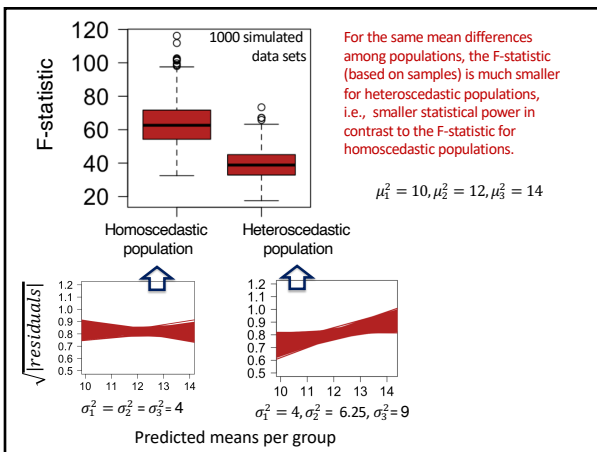 1000 simulated
data sets
F-statistic
120
100
80
60
40
20
Homoscedastic
population
Heteroscedastic
population
For the same mean differences
among populations, the F-statistic
(based on samples) is much smaller
for heteroscedastic populations,
i.e., smaller statistical power in
contrast to the F-statistic for
homoscedastic populations.
μ₁² = 10, μ₂² = 12, μ₃² = 14
√|residuals|
1.2
1.1
1.0
0.9
0.8
0.7
0.6
0.5
10 11 12 13 14
σ₁² = σ₂² = σ₃² = 4
1.2
1.1
1.0
0.9
0.8
0.7
0.6
0.5
10 11 12 13 14
σ₁² = 4, σ₂² = 6.25, σ₃² = 9
Predicted means per group